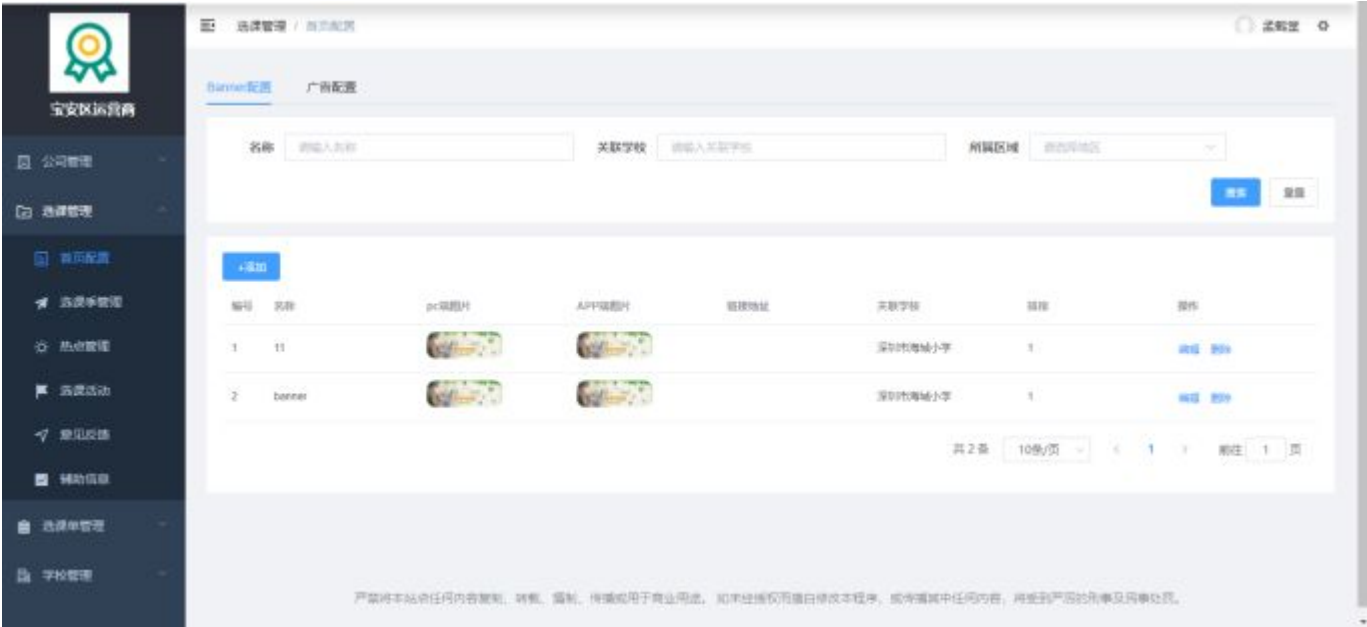 选课管理 / 首页配置
宝安区运营商
Banner配置 广告配置
名称 请输入名称 关联学校 请输入关联学校 所属区域 请选择地区
搜索 重置
公司管理
选课管理
首页配置
选课季管理
热点管理
选课活动
意见反馈
辅助信息
选课单管理
学校管理
+添加
编号 名称 pc端图片 APP端图片 链接地址 关联学校 操作
1 11 深圳市海城小学 1 编辑 删除
2 banner 深圳市海城小学 1 编辑 删除
共 2 条 10条/页 1 前往 1 页
严禁将本站点任何内容复制、转载、摄制、传播或用于商业用途。如未经授权而擅自修改本程序、或传播其中任何内容，将受到严厉的刑事及民事处罚。